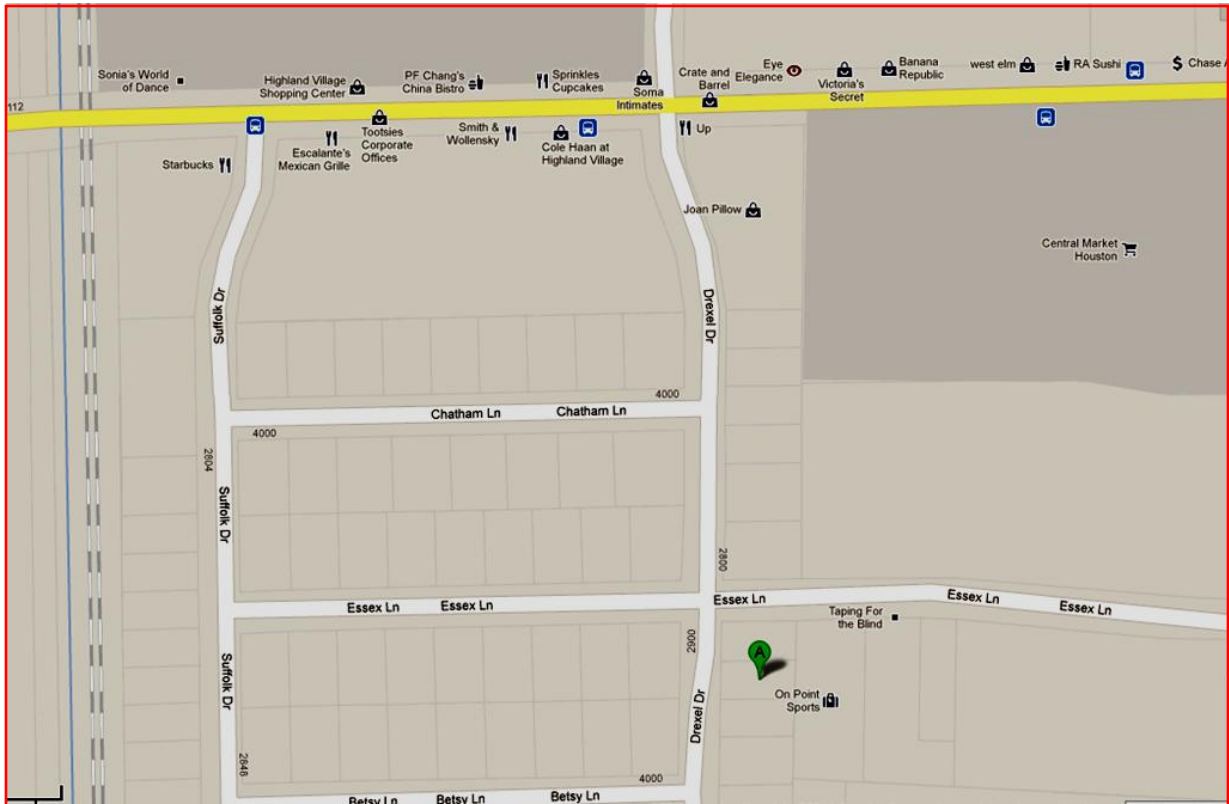 Sonia's World
of Dance
Highland Village
Shopping Center
PF Chang's
China Bistro
Sprinkles
Cupcakes
Soma
Intimates
Crate and
Barrel
Eye
Elegance
Victoria's
Secret
Banana
Republic
west elm
RA Sushi
$ Chase
112
Starbucks
Escalante's
Mexican Grille
Tootsies
Corporate
Offices
Smith &
Wollensky
Cole Haan at
Highland Village
Up
Joan Pillow
Central Market
Houston
Suffolk Dr
Drexel Dr
4000
Chatham Ln
Chatham Ln
4000
2804
Suffolk Dr
2800
Essex Ln
Essex Ln
Essex Ln
Essex Ln
Essex Ln
Taping For
the Blind
2900
A
Suffolk Dr
On Point
Sports
Drexel Dr
2848
4000
Betsy Ln
Betsy Ln
Betsy Ln